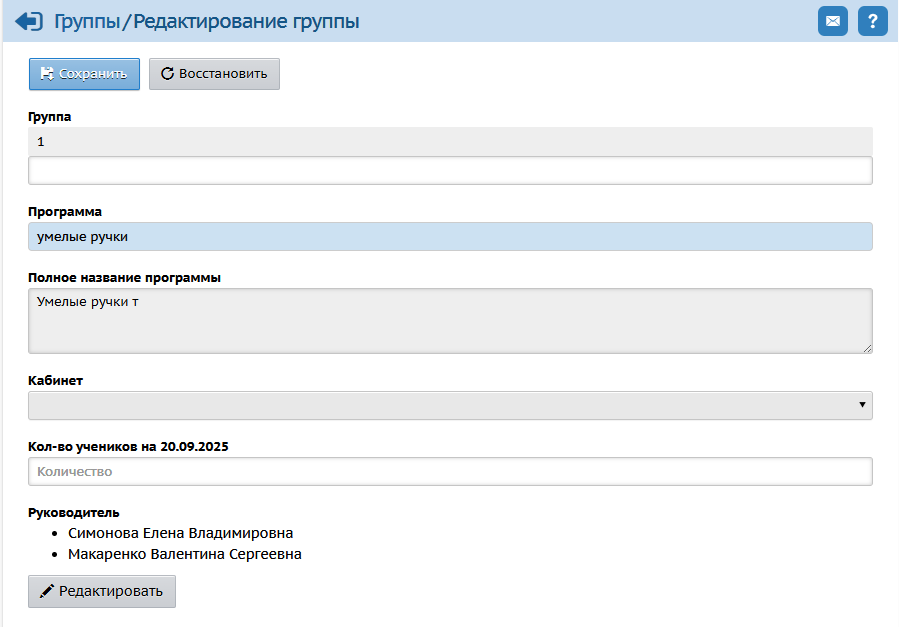 Группы/Редактирование группы
?
Сохранить
Восстановить
Группа
1
Программа
умелые ручки
Полное название программы
Умелые ручки т
Кабинет
Кол-во учеников на 20.09.2025
Количество
Руководитель
• Симонова Елена Владимировна
• Макаренко Валентина Сергеевна
Редактировать